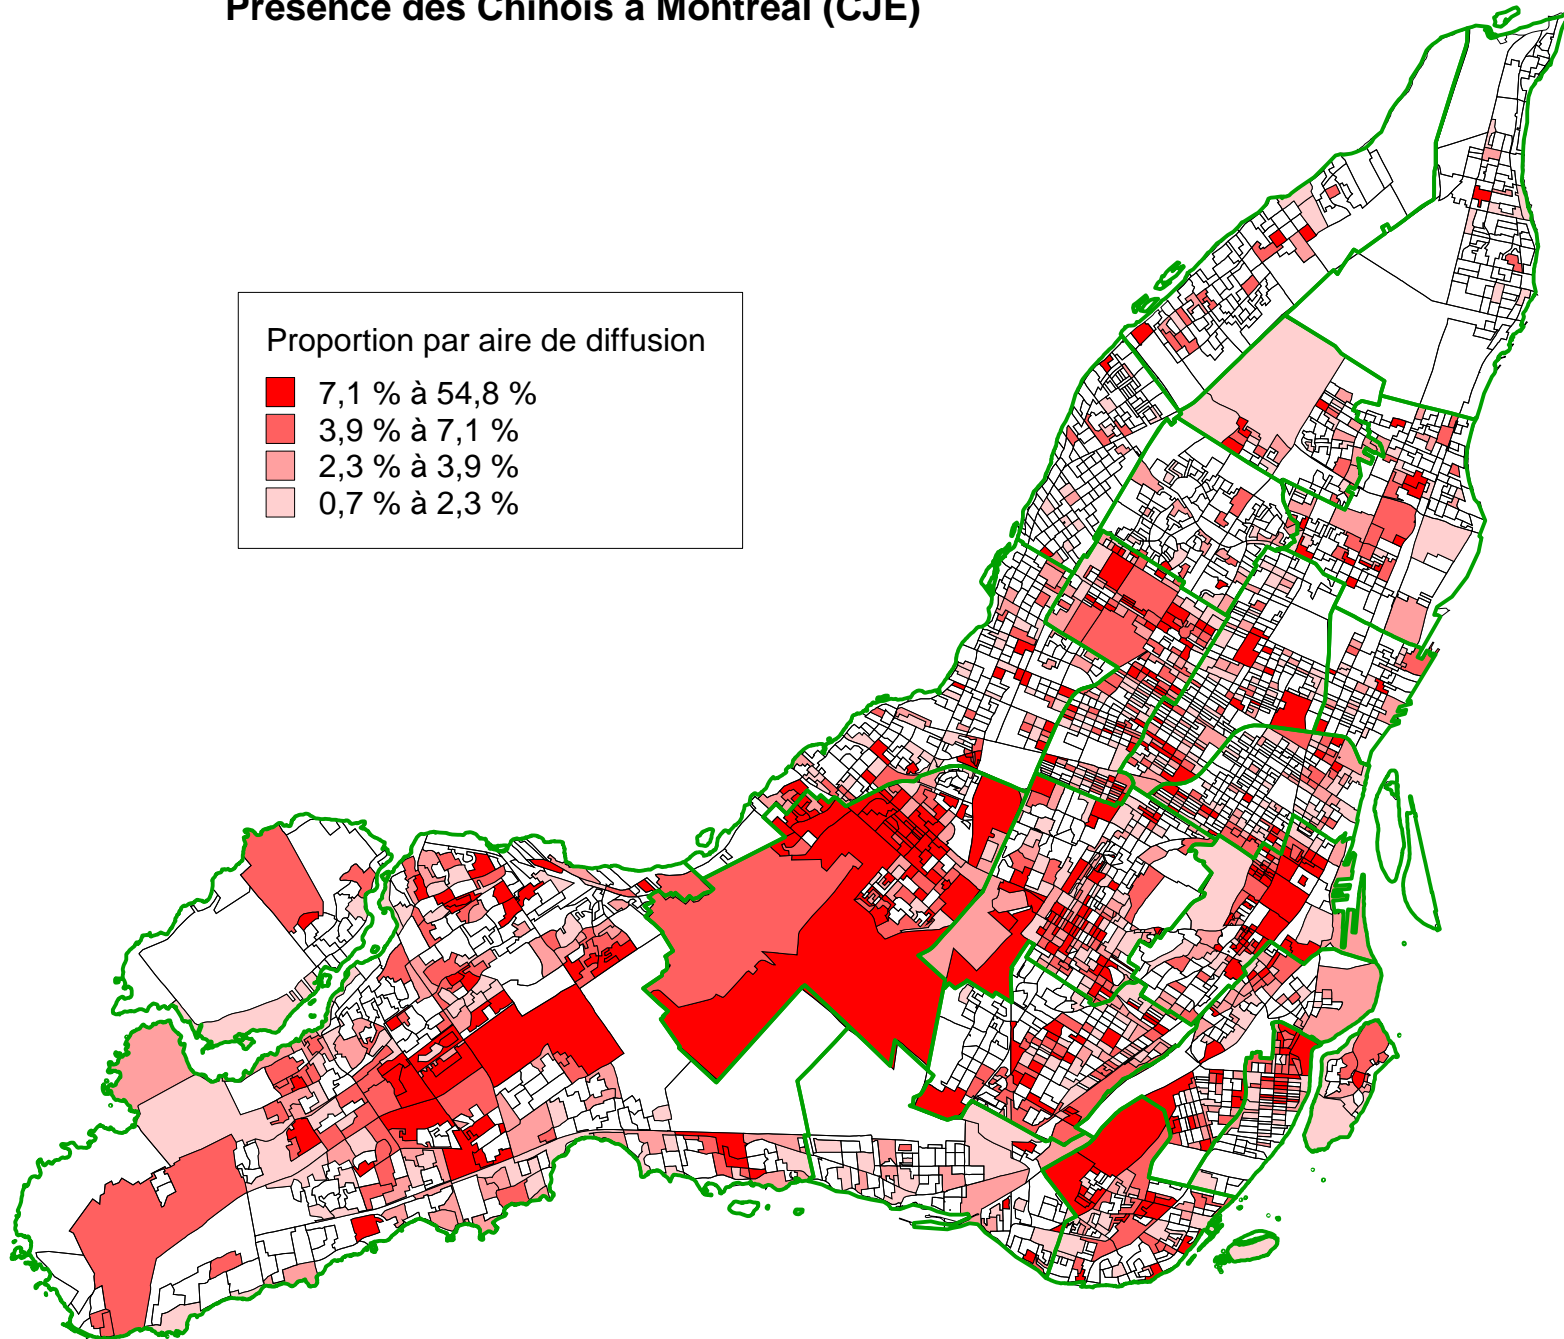 Présence des Chinois à Montréal (CJE)
Proportion par aire de diffusion
7,1 % à 54,8 %
3,9 % à 7,1 %
2,3 % à 3,9 %
0,7 % à 2,3 %